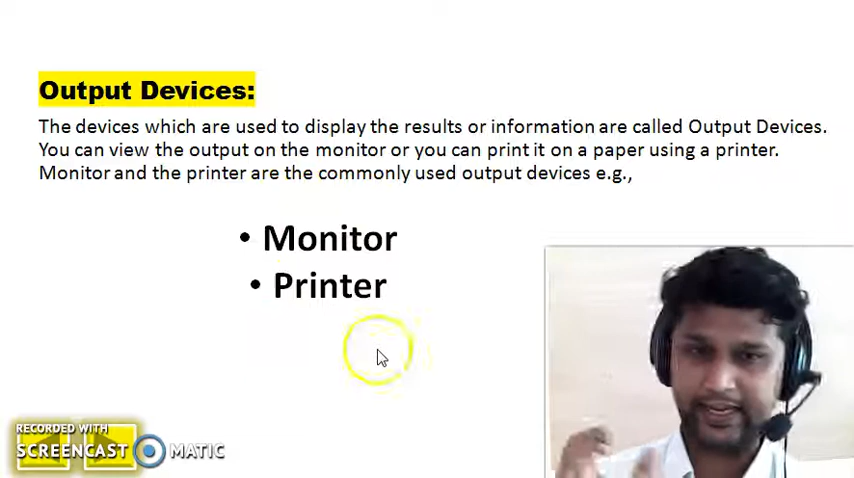 Output Devices:
The devices which are used to display the results or information are called Output Devices.
You can view the output on the monitor or you can print it on a paper using a printer.
Monitor and the printer are the commonly used output devices e.g.,
• Monitor
• Printer
RECORDED WITH
SCREENCAST MATIC